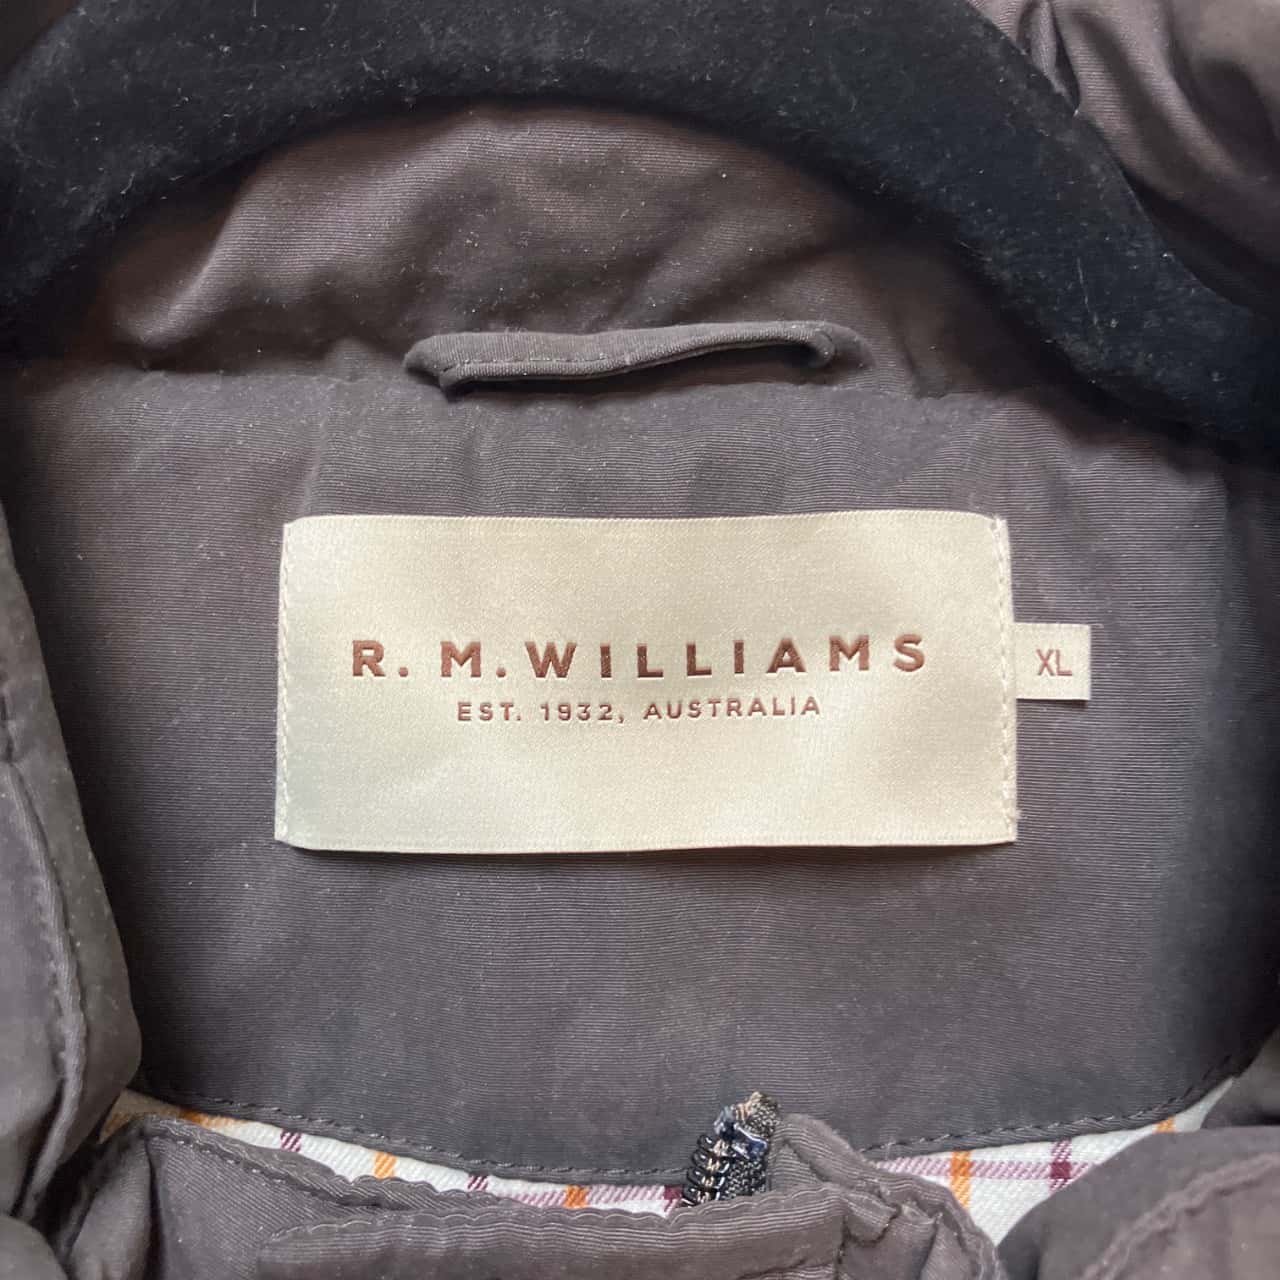 R. M. WILLIAMS
EST. 1932, AUSTRALIA
XL